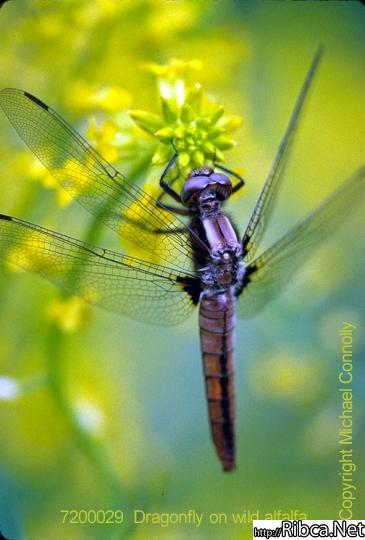 Copyright Michael Connolly
7200029 Dragonfly on wild alfalfa
http://Ribca.Net